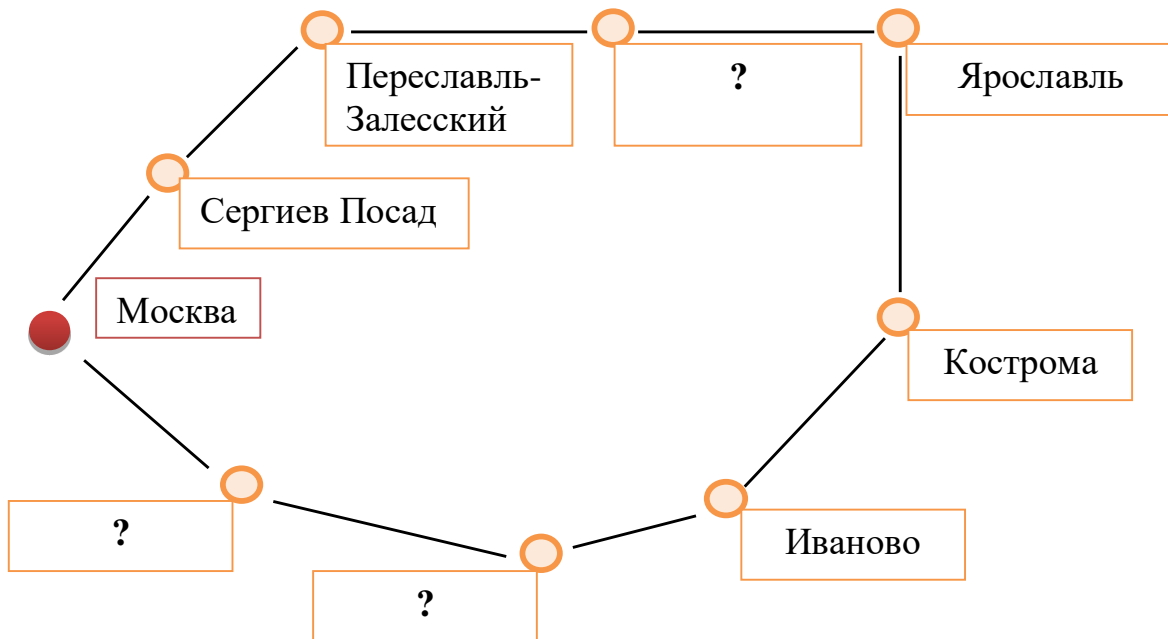 Переславль-
Залесский
?
Ярославль
Сергиев Посад
Москва
Кострома
?
Иваново
?